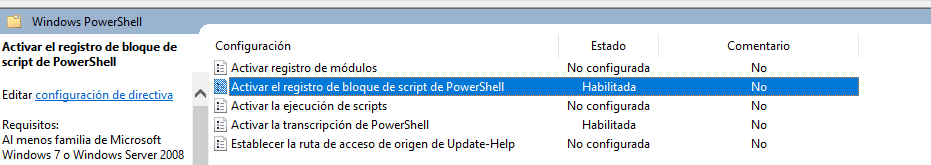 Windows PowerShell
Activar el registro de bloque de
script de PowerShell
Editar configuración de directiva
Requisitos:
Al menos familia de Microsoft
Windows 7 o Windows Server 2008
Configuración Estado Comentario
Activar registro de módulos No configurada No
Activar el registro de bloque de script de PowerShell Habilitada No
Activar la ejecución de scripts No configurada No
Activar la transcripción de PowerShell Habilitada No
Establecer la ruta de acceso de origen de Update-Help No configurada No